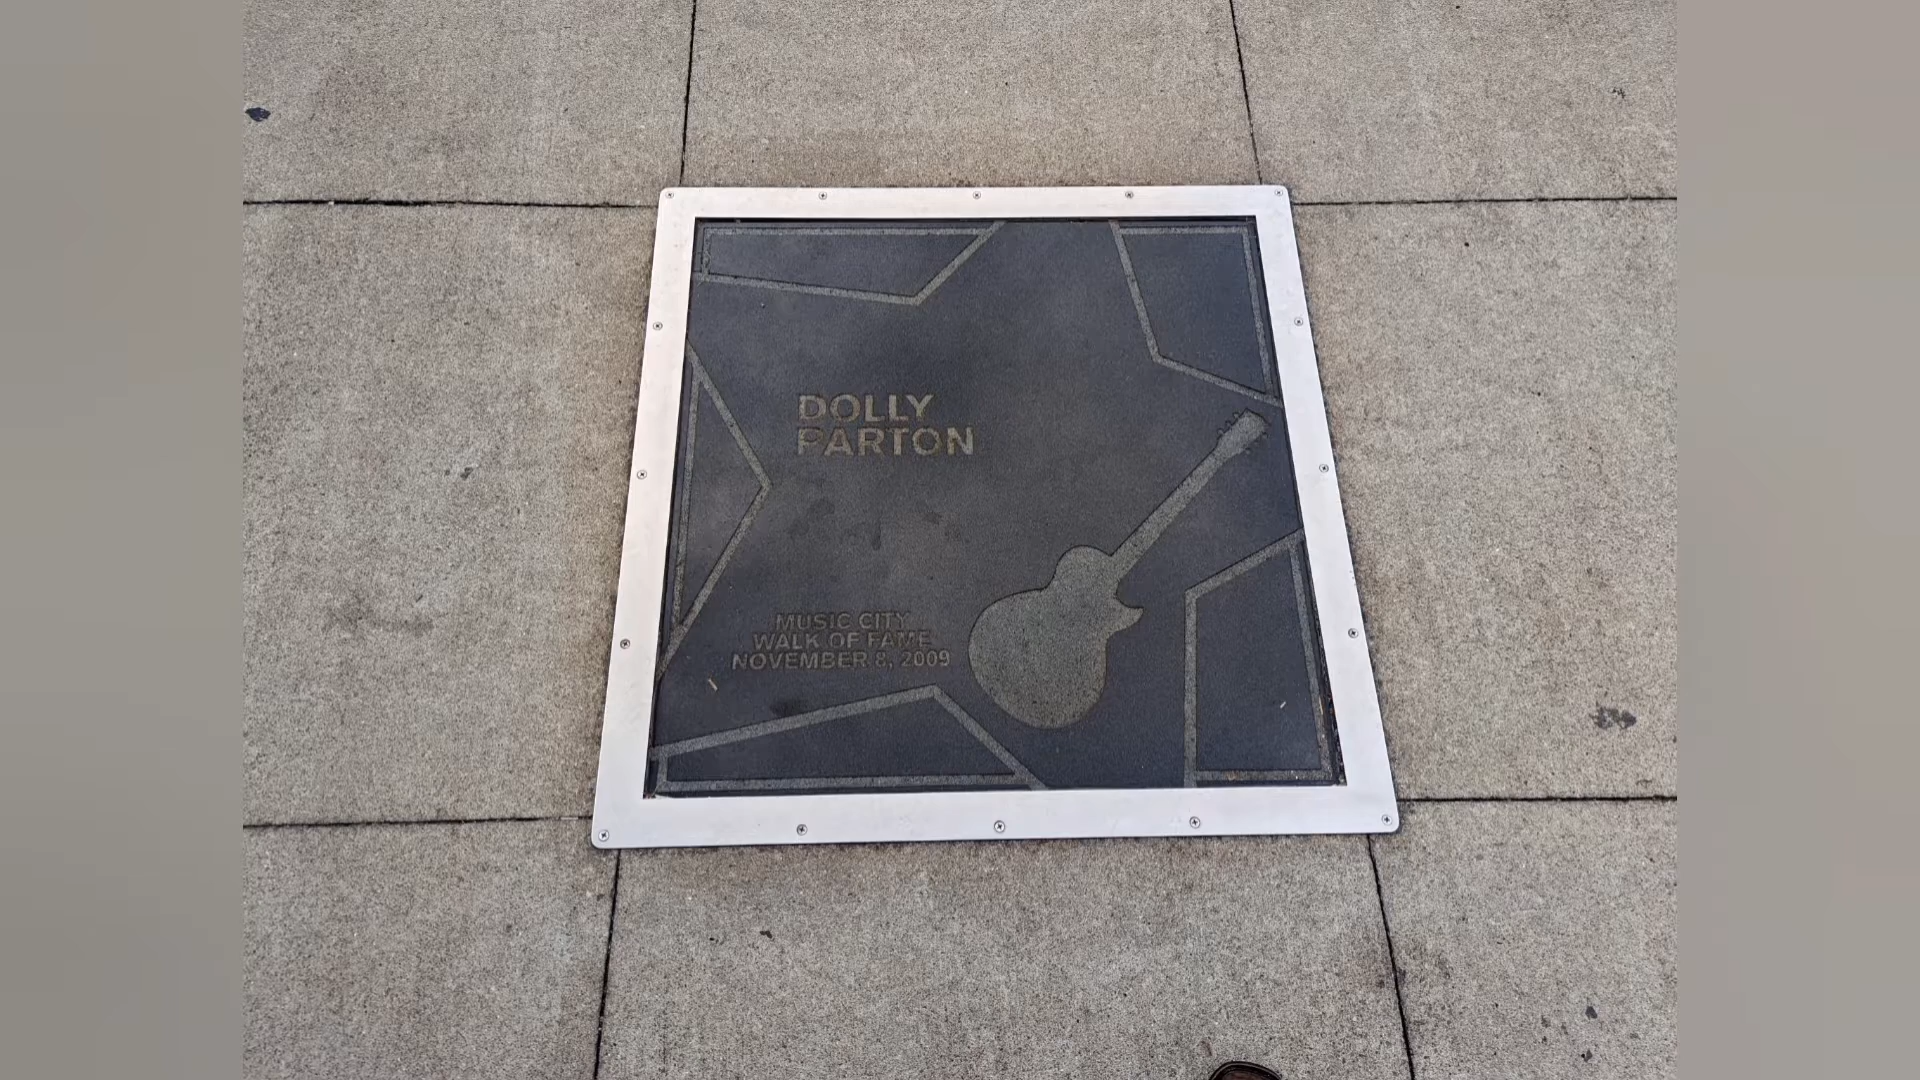 DOLLY
PARTON
MUSIC CITY
WALK OF FAME
NOVEMBER 8, 2009